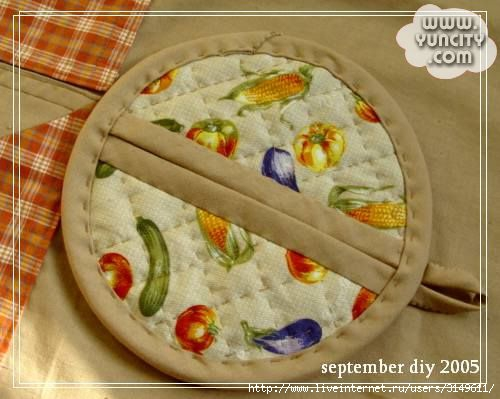 www.
YUNCITY
.com
september diy 2005
http://www.liveinternet.ru/users/3149611/